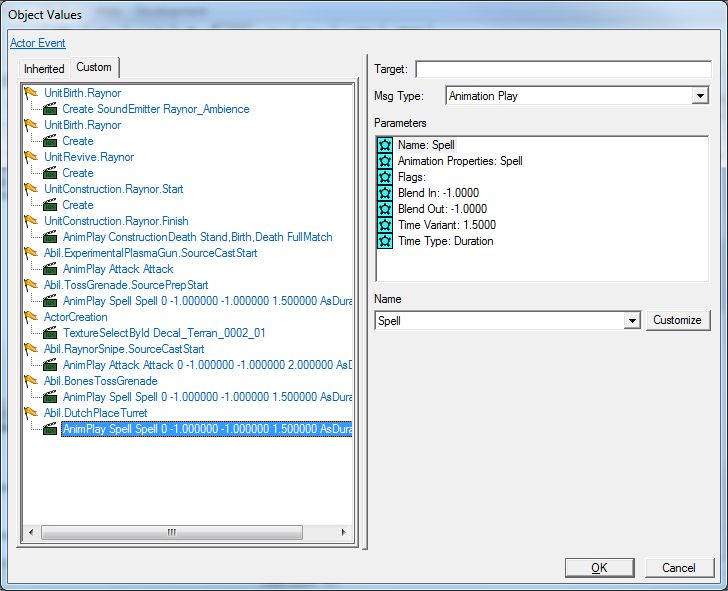 Object Values
Actor Event
Inherited
Custom
UnitBirth.Raynor
Create SoundEmitter Raynor_Ambience
UnitBirth.Raynor
Create
UnitRevive.Raynor
Create
UnitConstruction.Raynor.Start
Create
UnitConstruction.Raynor.Finish
AnimPlay ConstructionDeath Stand,Birth,Death FullMatch
Abil.ExperimentalPlasmaGun.SourceCastStart
AnimPlay Attack Attack
Abil.TossGrenade.SourcePrepStart
AnimPlay Spell Spell 0 -1.000000 -1.000000 1.500000 AsDura
ActorCreation
TextureSelectById Decal_Terran_0002_01
Abil.RaynorSnipe.SourceCastStart
AnimPlay Attack Attack 0 -1.000000 -1.000000 2.000000 AsD
Abil.BonesTossGrenade
AnimPlay Spell Spell 0 -1.000000 -1.000000 1.500000 AsDura
Abil.DutchPlaceTurret
AnimPlay Spell Spell 0 -1.000000 -1.000000 1.500000 AsDura
Target:
Msg Type:
Animation Play
Parameters
Name: Spell
Animation Properties: Spell
Flags:
Blend In: -1.0000
Blend Out: -1.0000
Time Variant: 1.5000
Time Type: Duration
Name
Spell
Customize
OK
Cancel